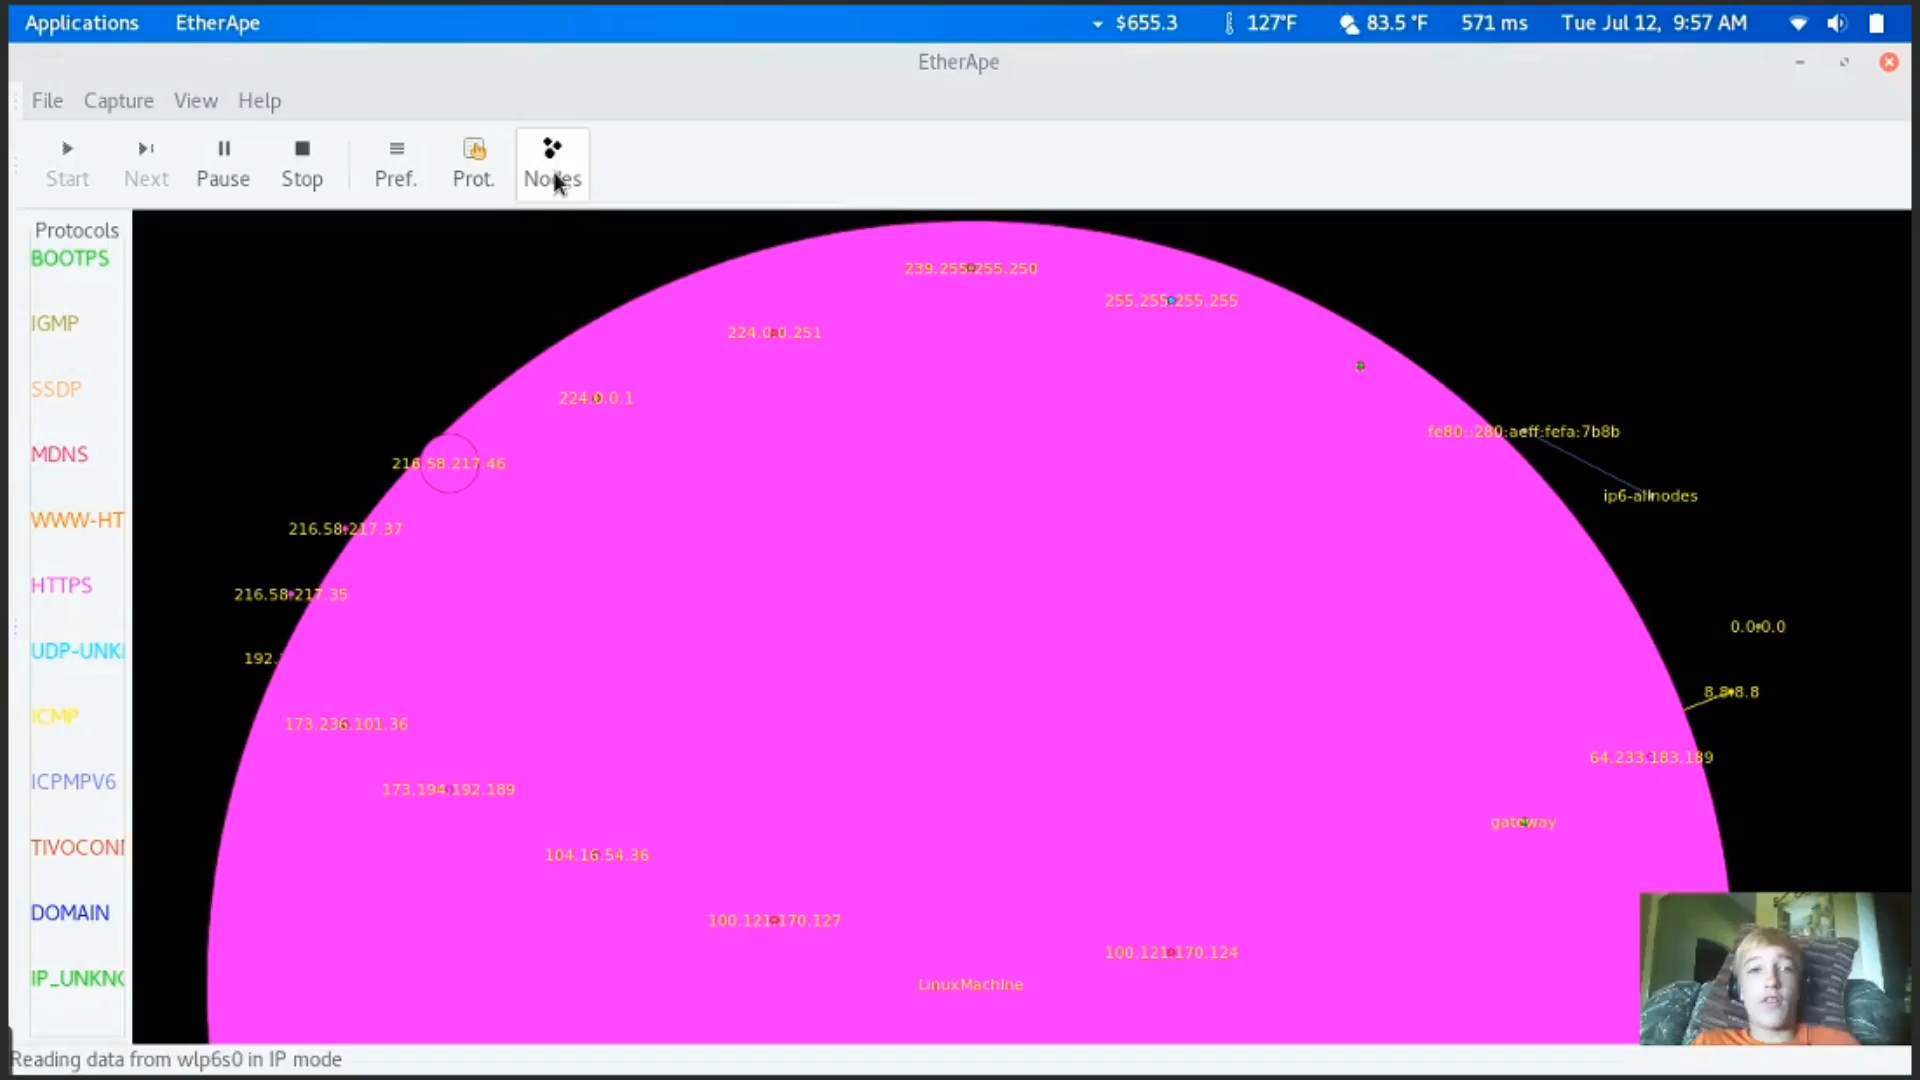 Applications EtherApe $655.3 127°F 83.5 °F 571 ms Tue Jul 12, 9:57 AM
EtherApe
File Capture View Help
Start Next Pause Stop Pref. Prot. Nodes
Protocols
BOOTPS
IGMP
SSDP
MDNS
WWW-HT
HTTPS
UDP-UNK
ICMP
ICPMPV6
TIVOCON
DOMAIN
IP_UNKN
239.255.255.250
255.255.255.255
224.0.0.251
224.0.0.1
fe80::280:aeff:fefa:7b8b
216.58.217.46
ip6-allnodes
216.58.217.37
216.58.217.35
0.0.0.0
192.
8.8.8.8
173.236.101.36
64.233.183.189
173.194.192.189
gateway
104.16.54.36
100.121.170.127
100.121.170.124
LinuxMachine
Reading data from wlp6s0 in IP mode